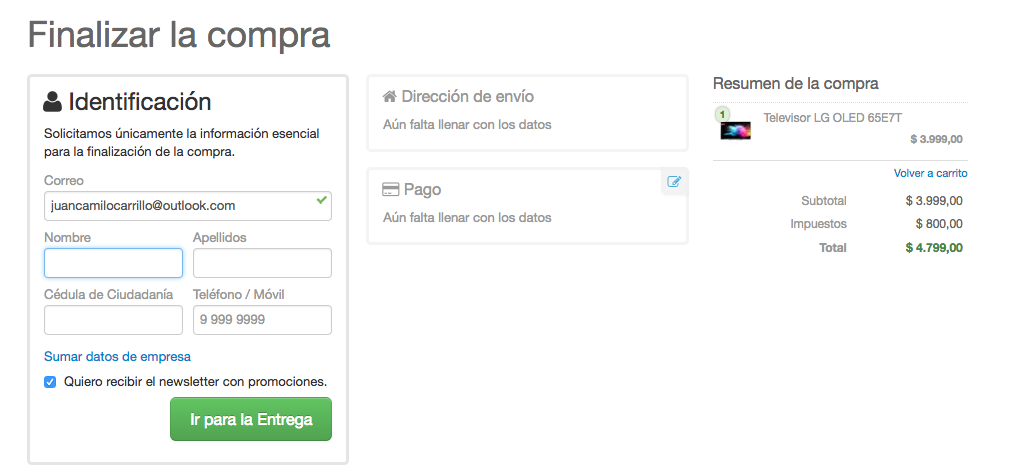 Finalizar la compra
Identificación
Solicitamos únicamente la información esencial
para la finalización de la compra.
Correo
juancamilocarrillo@outlook.com
Nombre
Apellidos
Cédula de Ciudadanía
Teléfono / Móvil
9 999 9999
Sumar datos de empresa
Quiero recibir el newsletter con promociones.
Ir para la Entrega
Dirección de envío
Aún falta llenar con los datos
Pago
Aún falta llenar con los datos
Resumen de la compra
1
Televisor LG OLED 65E7T
$ 3.999,00
Volver a carrito
Subtotal $ 3.999,00
Impuestos $ 800,00
Total $ 4.799,00